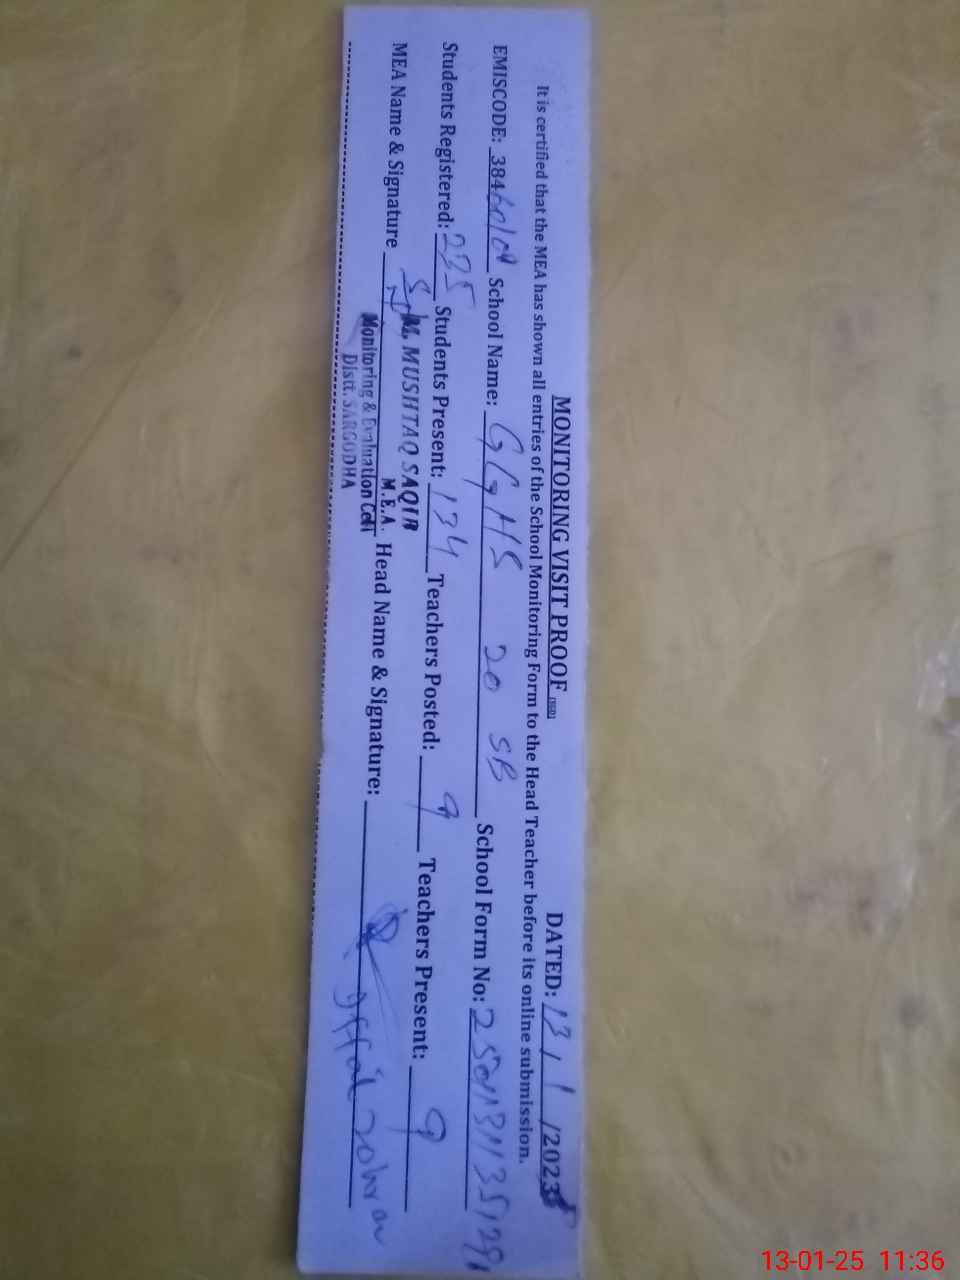 MONITORING VISIT PROOF (SED) DATED: 13/1/2025
It is certified that the MEA has shown all entries of the School Monitoring Form to the Head Teacher before its online submission.
EMISCODE: 38460109 School Name: GGHS 20 SB School Form No:
Students Registered: 235 Students Present: 134 Teachers Posted: 9 Teachers Present: 9
M. MUSHTAQ SAQIB
MEA Name & Signature M.E.A. Head Name & Signature:
Monitoring & Evaluation Cell
Distt. SARGODHA
13-01-25 11:36